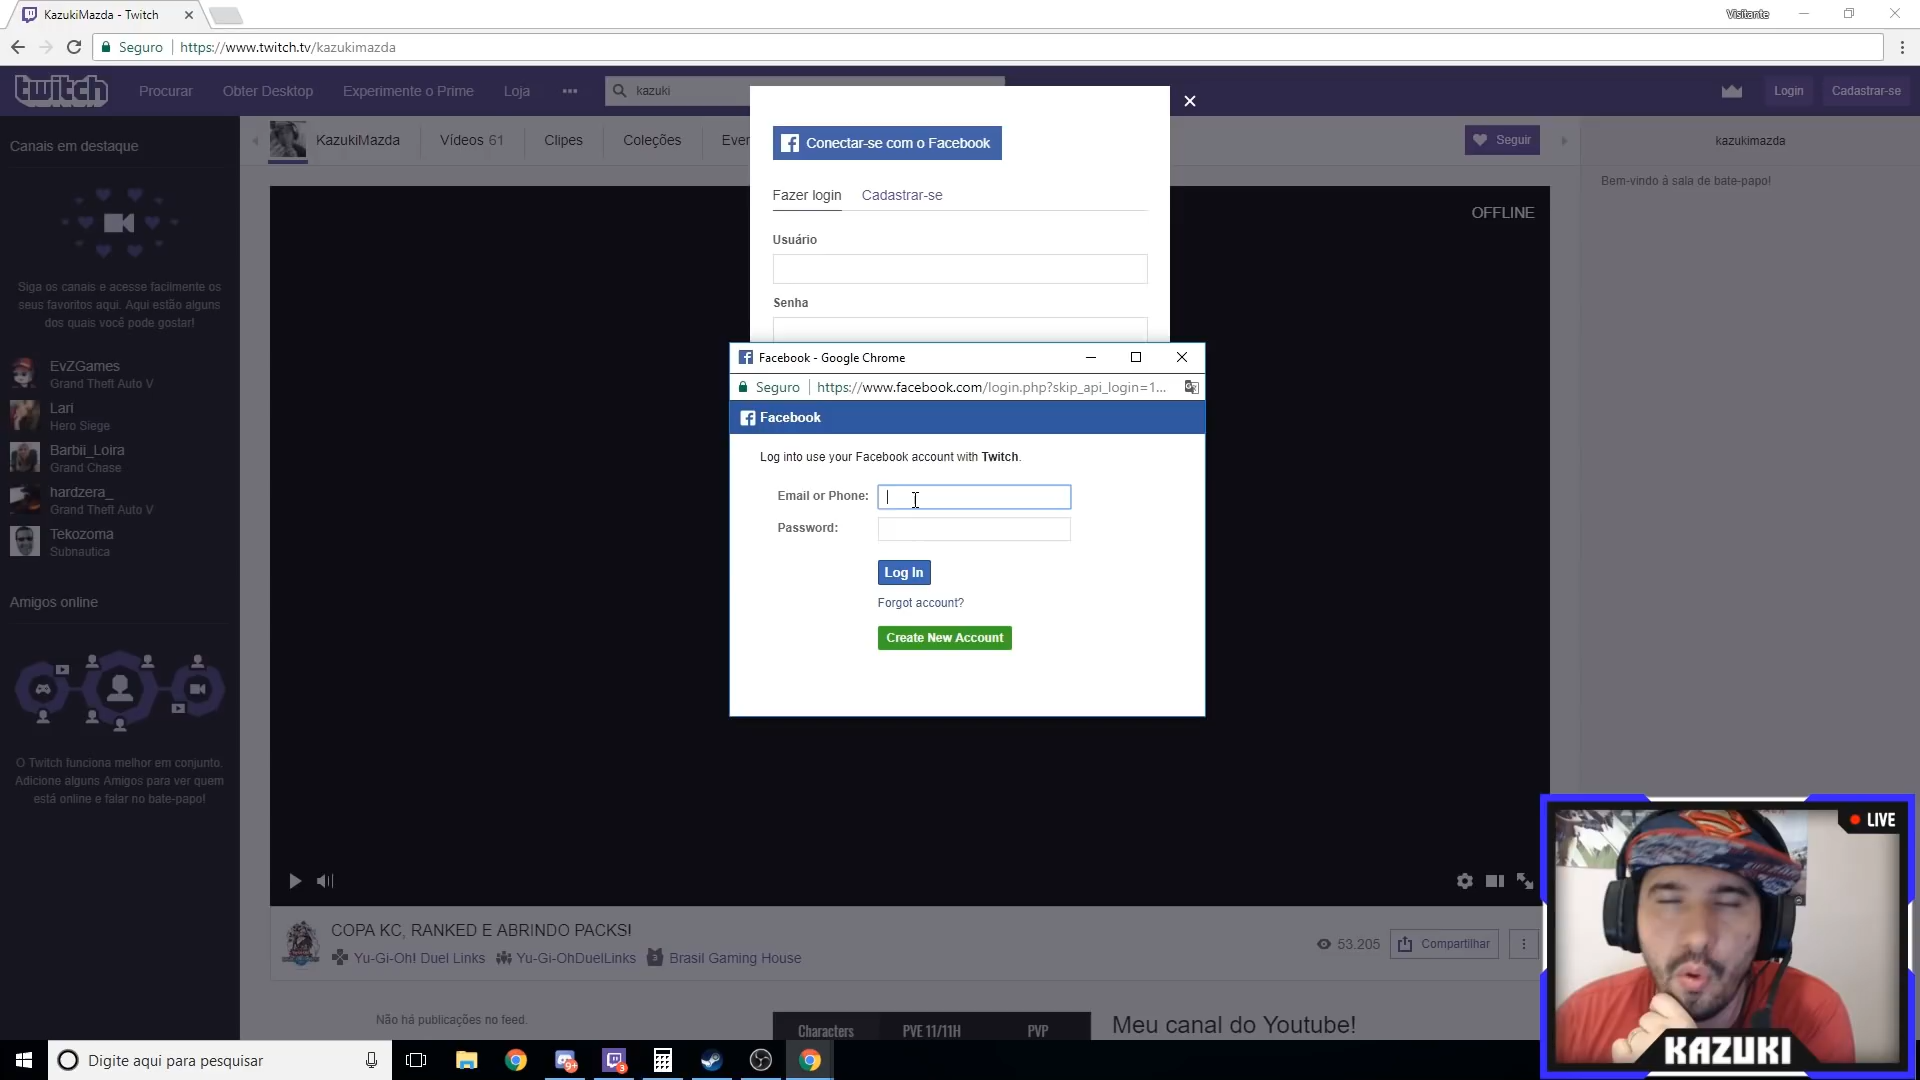 KazukiMazda - Twitch
Visitante
Seguro
https://www.twitch.tv/kazukimazda
twitch
Procurar
Obter Desktop
Experimente o Prime
Loja
kazuki
Login
Cadastrar-se
Canais em destaque
KazukiMazda
Vídeos 61
Clipes
Coleções
Even
Seguir
kazukimazda
Bem-vindo à sala de bate-papo!
OFFLINE
Siga os canais e acesse facilmente os
seus favoritos aqui. Aqui estão alguns
dos quais você pode gostar!
EvZGames
Grand Theft Auto V
Lari
Hero Siege
Barbii_Loira
Grand Chase
hardzera_
Grand Theft Auto V
Tekozoma
Subnautica
Amigos online
O Twitch funciona melhor em conjunto.
Adicione alguns Amigos para ver quem
está online e falar no bate-papo!
Conectar-se com o Facebook
Fazer login
Cadastrar-se
Usuário
Senha
Facebook - Google Chrome
Seguro
https://www.facebook.com/login.php?skip_api_login=1...
Facebook
Log into use your Facebook account with Twitch.
Email or Phone:
Password:
Log In
Forgot account?
Create New Account
COPA KC, RANKED E ABRINDO PACKS!
Yu-Gi-Oh! Duel Links
Yu-Gi-OhDuelLinks
Brasil Gaming House
53.205
Compartilhar
Não há publicações no feed.
Characters
PVE 11/11H
PVP
Meu canal do Youtube!
LIVE
KAZUKI
Digite aqui para pesquisar
9+
3